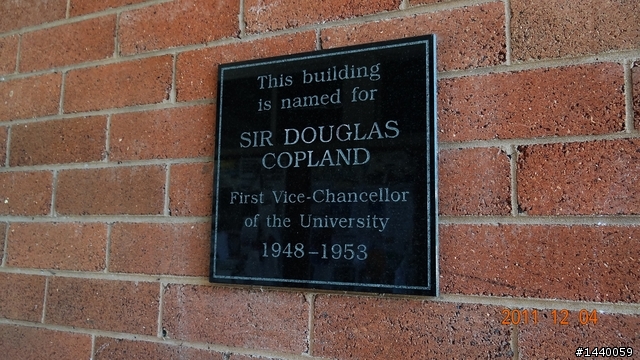 This building
is named for
SIR DOUGLAS
COPLAND
First Vice-Chancellor
of the University
1948–1953
2011 12 04
#1440059